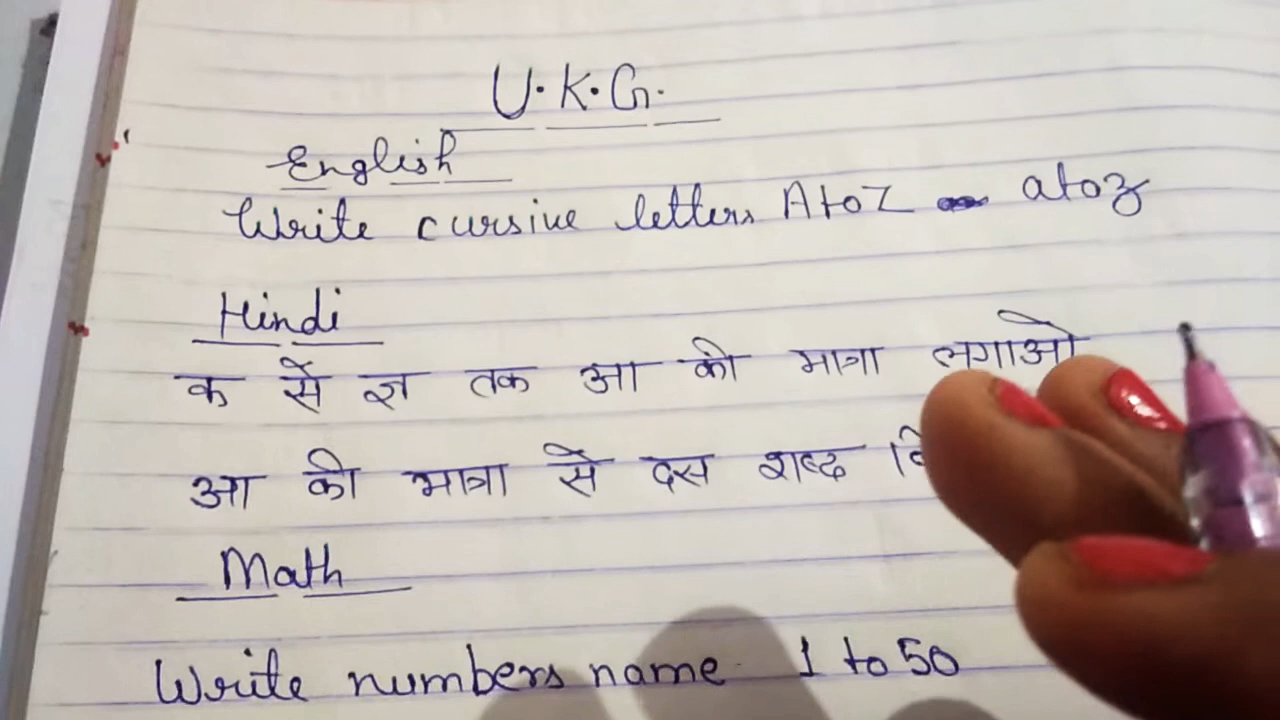 U.K.G.
English
Write cursive letters A to Z a to z
Hindi
क से ज्ञ तक आ की मात्रा लगाओ
आ की मात्रा से दस शब्द
Math
Write numbers name 1 to 50